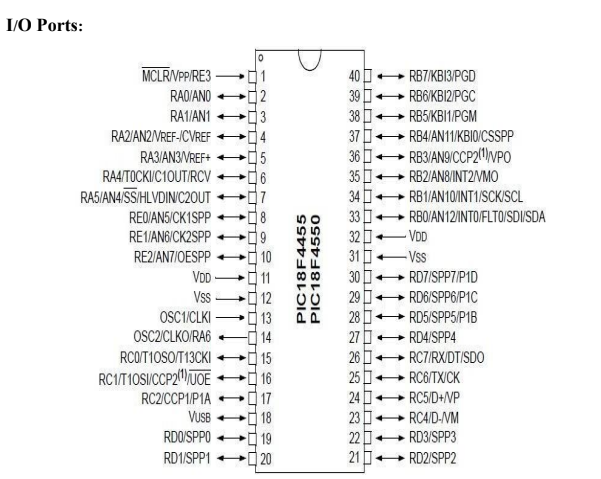 I/O Ports:
MCLR/VPP/RE3 1
RA0/AN0 2
RA1/AN1 3
RA2/AN2/VREF-/CVREF 4
RA3/AN3/VREF+ 5
RA4/T0CKI/C1OUT/RCV 6
RA5/AN4/SS/HLVDIN/C2OUT 7
RE0/AN5/CK1SPP 8
RE1/AN6/CK2SPP 9
RE2/AN7/OESPP 10
VDD 11
VSS 12
OSC1/CLKI 13
OSC2/CLKO/RA6 14
RC0/T1OSO/T13CKI 15
RC1/T1OSI/CCP2(1)/UOE 16
RC2/CCP1/P1A 17
VUSB 18
RD0/SPP0 19
RD1/SPP1 20
PIC18F4455
PIC18F4550
40 RB7/KBI3/PGD
39 RB6/KBI2/PGC
38 RB5/KBI1/PGM
37 RB4/AN11/KBI0/CSSPP
36 RB3/AN9/CCP2(1)/VPO
35 RB2/AN8/INT2/VMO
34 RB1/AN10/INT1/SCK/SCL
33 RB0/AN12/INT0/FLT0/SDI/SDA
32 VDD
31 VSS
30 RD7/SPP7/P1D
29 RD6/SPP6/P1C
28 RD5/SPP5/P1B
27 RD4/SPP4
26 RC7/RX/DT/SDO
25 RC6/TX/CK
24 RC5/D+/VP
23 RC4/D-/VM
22 RD3/SPP3
21 RD2/SPP2